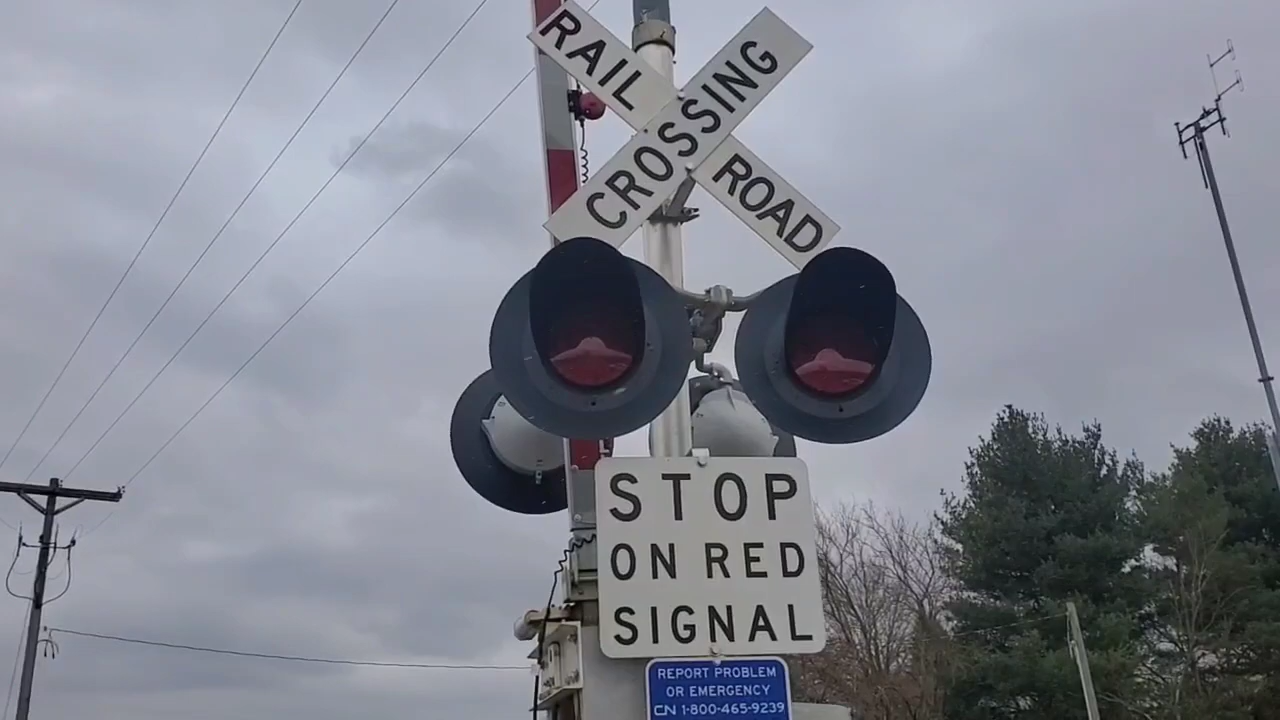 RAIL ROAD
CROSSING
STOP
ON RED
SIGNAL
REPORT PROBLEM
OR EMERGENCY
CN 1-800-465-9239